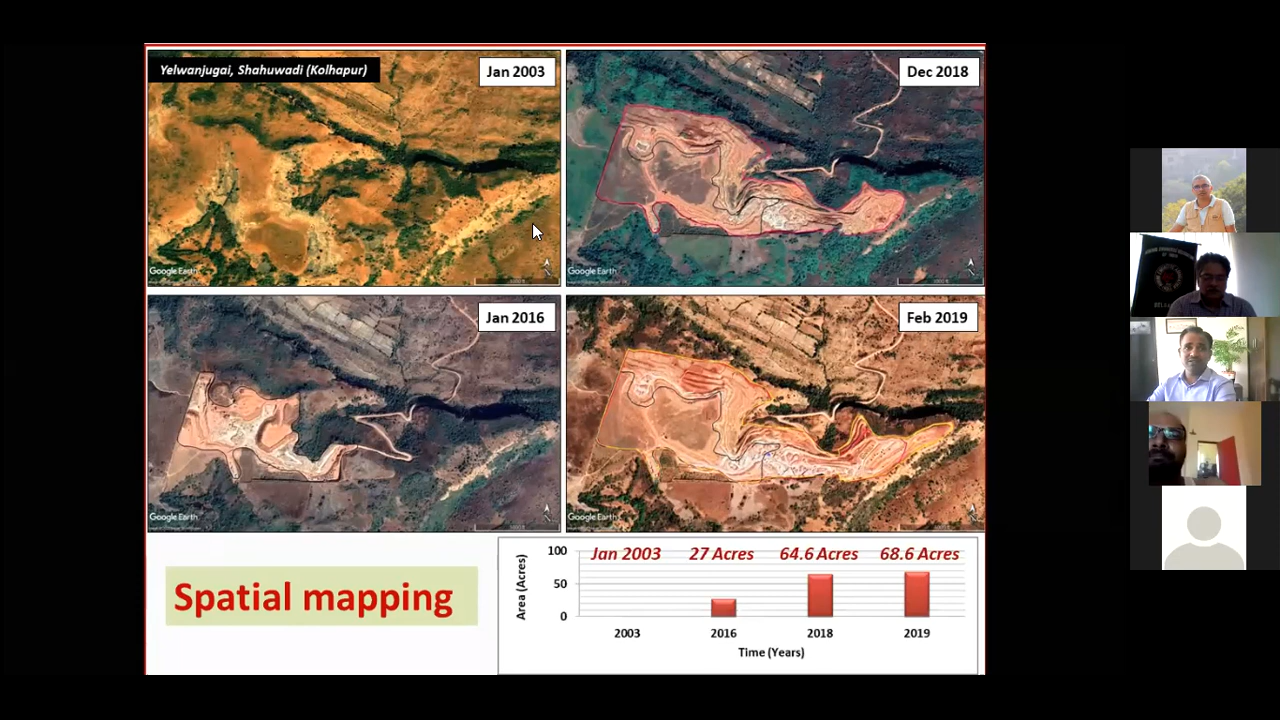 Yelwanjugai, Shahuwadi (Kolhapur)
Jan 2003
Google Earth
Dec 2018
Google Earth
Jan 2016
Google Earth
Feb 2019
Google Earth
Spatial mapping
Area (Acres)
100
50
0
Jan 2003 27 Acres 64.6 Acres 68.6 Acres
2003 2016 2018 2019
Time (Years)